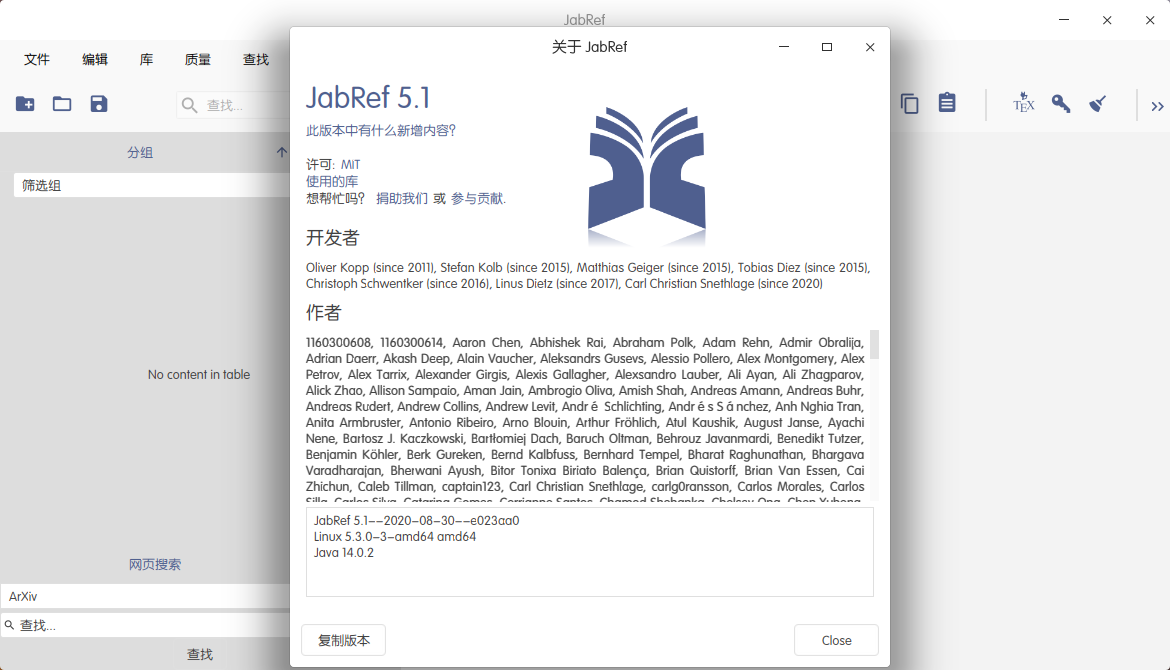 JabRef
文件 编辑 库 质量 查找
查找...
TEX
分组
筛选组
No content in table
网页搜索
ArXiv
查找...
查找
关于 JabRef
JabRef 5.1
此版本中有什么新增内容?
许可: MIT
使用的库
想帮忙吗? 捐助我们 或 参与贡献.
开发者
Oliver Kopp (since 2011), Stefan Kolb (since 2015), Matthias Geiger (since 2015), Tobias Diez (since 2015),
Christoph Schwentker (since 2016), Linus Dietz (since 2017), Carl Christian Snethlage (since 2020)
作者
1160300608, 1160300614, Aaron Chen, Abhishek Rai, Abraham Polk, Adam Rehn, Admir Obralija,
Adrian Daerr, Akash Deep, Alain Vaucher, Aleksandrs Gusevs, Alessio Pollero, Alex Montgomery, Alex
Petrov, Alex Tarrix, Alexander Girgis, Alexis Gallagher, Alexsandro Lauber, Ali Ayan, Ali Zhagparov,
Alick Zhao, Allison Sampaio, Aman Jain, Ambrogio Oliva, Amish Shah, Andreas Amann, Andreas Buhr,
Andreas Rudert, Andrew Collins, Andrew Levit, André Schlichting, Andrés Sánchez, Anh Nghia Tran,
Anita Armbruster, Antonio Ribeiro, Arno Blouin, Arthur Fröhlich, Atul Kaushik, August Janse, Ayachi
Nene, Bartosz J. Kaczkowski, Bartłomiej Dach, Baruch Oltman, Behrouz Javanmardi, Benedikt Tutzer,
Benjamin Köhler, Berk Gureken, Bernd Kalbfuss, Bernhard Tempel, Bharat Raghunathan, Bhargava
Varadharajan, Bherwani Ayush, Bitor Tonixa Biriato Balença, Brian Quistorff, Brian Van Essen, Cai
Zhichun, Caleb Tillman, captain123, Carl Christian Snethlage, carlg0ransson, Carlos Morales, Carlos
Silla, Carlos Silva, Catarina Gomes,
JabRef 5.1--2020-08-30--e023aa0
Linux 5.3.0-3-amd64 amd64
Java 14.0.2
复制版本
Close